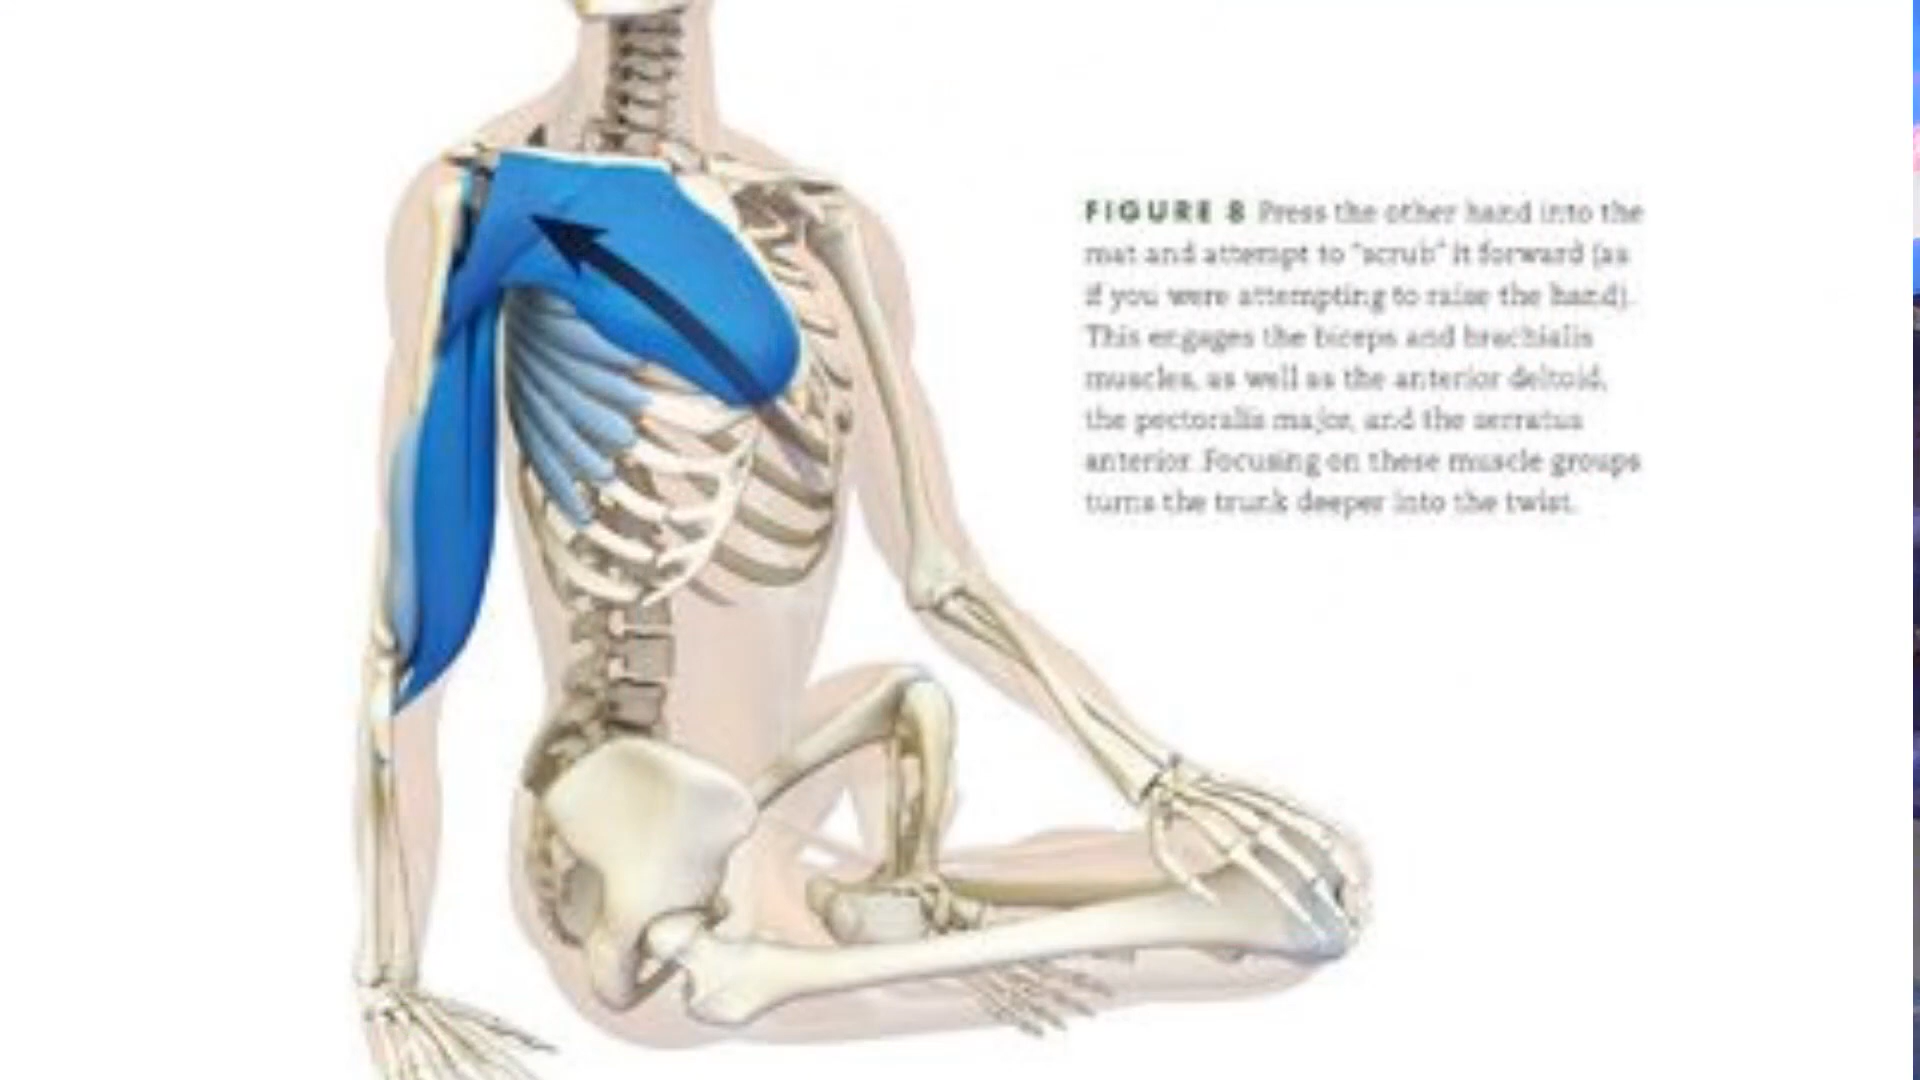 FIGURE 8 Press the other hand into the
mat and attempt to "scrub" it forward (as
if you were attempting to raise the hand).
This engages the biceps and brachialis
muscles, as well as the anterior deltoid,
the pectoralis major, and the serratus
anterior. Focusing on these muscle groups
turns the trunk deeper into the twist.